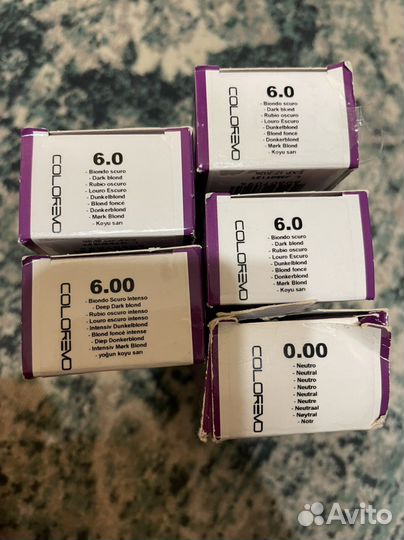 COLOREVO
6.0
- Biondo scuro
- Dark blond
- Rubio oscuro
- Louro Escuro
- Dunkelblond
- Blond foncé
- Donkerblond
- Mørk Blond
- Koyu sarı
COLOREVO
6.0
- Biondo scuro
- Dark blond
- Rubio oscuro
- Louro Escuro
- Dunkelblond
- Blond foncé
- Donkerblond
- Mørk Blond
- Koyu sarı
COLOREVO
6.0
- Biondo scuro
- Dark blond
- Rubio oscuro
- Louro Escuro
- Dunkelblond
- Blond foncé
- Donkerblond
- Mørk Blond
- Koyu sarı
COLOREVO
6.00
- Biondo Scuro Intenso
- Deep Dark blond
- Rubio oscuro intenso
- Louro escuro intenso
- Intensiv Dunkelblond
- Blond foncé intense
- Diep Donkerblond
- Intensiv Mørk Blond
- yoğun koyu sarı
COLOREVO
0.00
- Neutro
- Neutral
- Neutro
- Neutro
- Neutral
- Neutre
- Neutraal
- Nøytral
- Notr
Avito